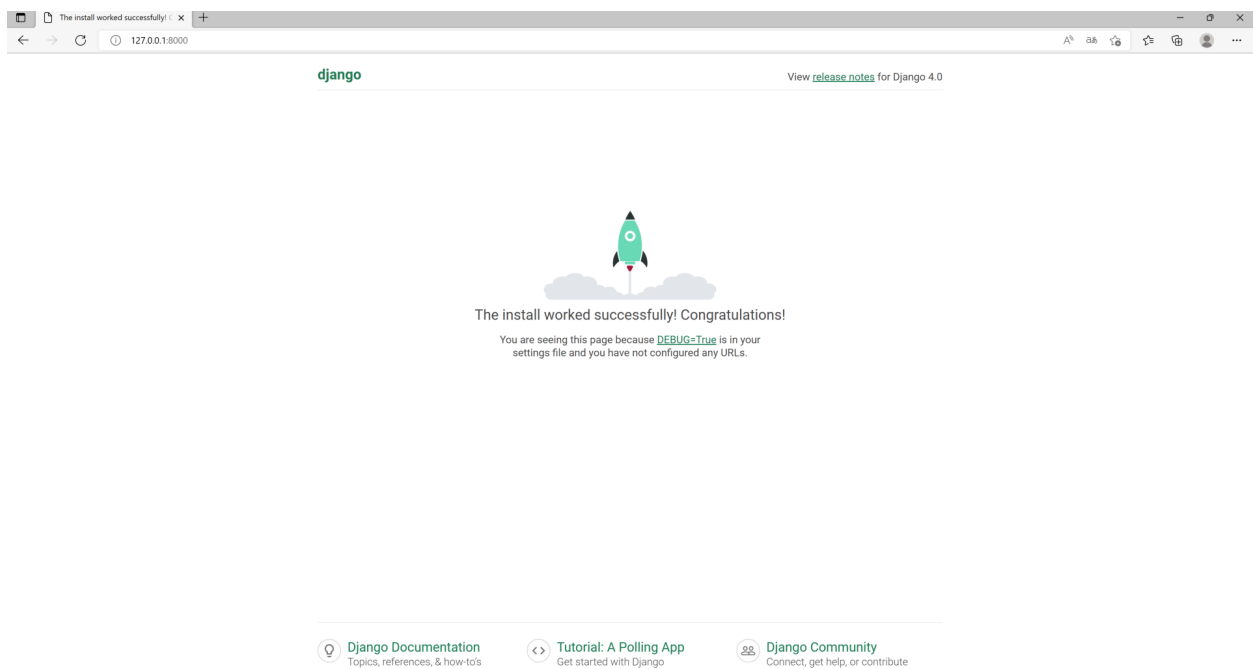 The install worked successfully! C
127.0.0.1:8000
django
View release notes for Django 4.0
The install worked successfully! Congratulations!
You are seeing this page because DEBUG=True is in your
settings file and you have not configured any URLs.
Django Documentation
Topics, references, & how-to's
Tutorial: A Polling App
Get started with Django
Django Community
Connect, get help, or contribute